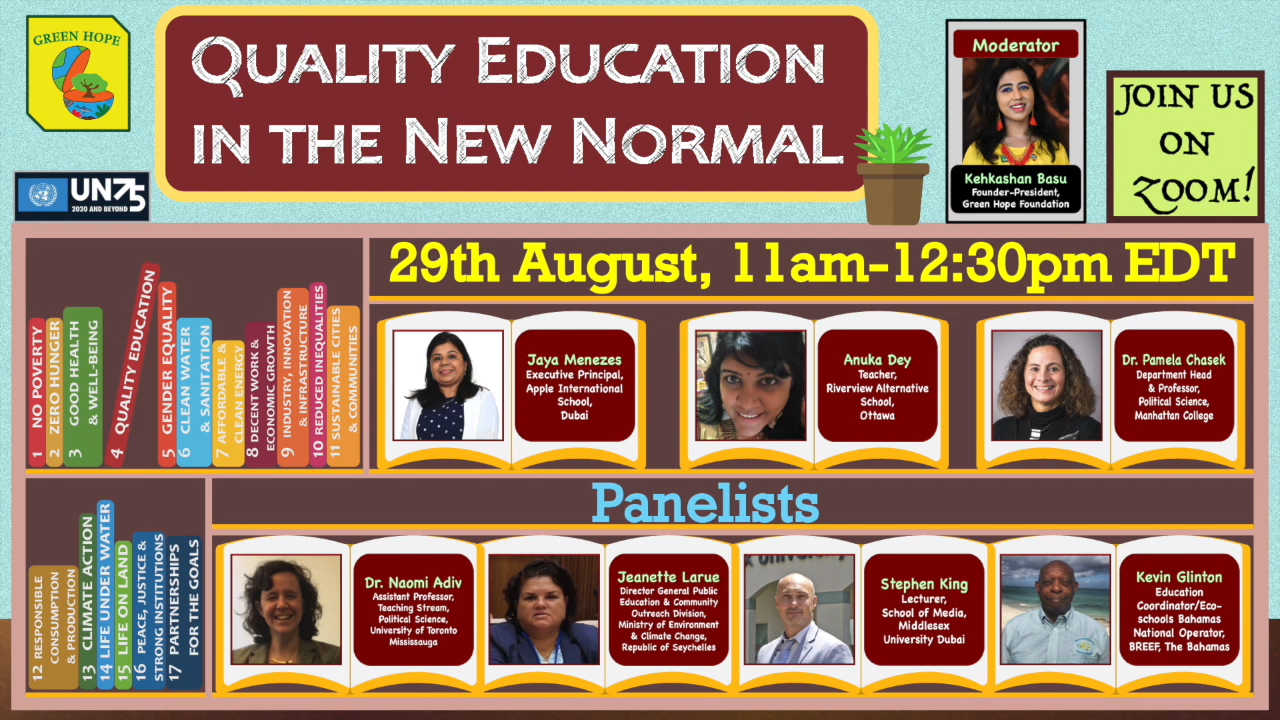 GREEN HOPE
QUALITY EDUCATION
IN THE NEW NORMAL
UN75
2020 AND BEYOND
Moderator
Kehkashan Basu
Founder-President,
Green Hope Foundation
JOIN US
ON
ZOOM!
29th August, 11am-12:30pm EDT
1 NO POVERTY
2 ZERO HUNGER
3 GOOD HEALTH
& WELL-BEING
4 QUALITY EDUCATION
5 GENDER EQUALITY
6 CLEAN WATER
& SANITATION
7 AFFORDABLE &
CLEAN ENERGY
8 DECENT WORK &
ECONOMIC GROWTH
9 INDUSTRY, INNOVATION
& INFRASTRUCTURE
10 REDUCED INEQUALITIES
11 SUSTAINABLE CITIES
& COMMUNITIES
Jaya Menezes
Executive Principal,
Apple International
School,
Dubai
Anuka Dey
Teacher,
Riverview Alternative
School,
Ottawa
Dr. Pamela Chasek
Department Head
& Professor,
Political Science,
Manhattan College
12 RESPONSIBLE
CONSUMPTION
& PRODUCTION
13 CLIMATE ACTION
14 LIFE UNDER WATER
15 LIFE ON LAND
16 PEACE, JUSTICE &
STRONG INSTITUTIONS
17 PARTNERSHIPS
FOR THE GOALS
Panelists
Dr. Naomi Adiv
Assistant Professor,
Teaching Stream,
Political Science,
University of Toronto
Mississauga
Jeanette Larue
Director General Public
Education & Community
Outreach Division,
Ministry of Environment
& Climate Change,
Republic of Seychelles
Stephen King
Lecturer,
School of Media,
Middlesex
University Dubai
Kevin Glinton
Education
Coordinator/Eco-
schools Bahamas
National Operator,
BREEF, The Bahamas